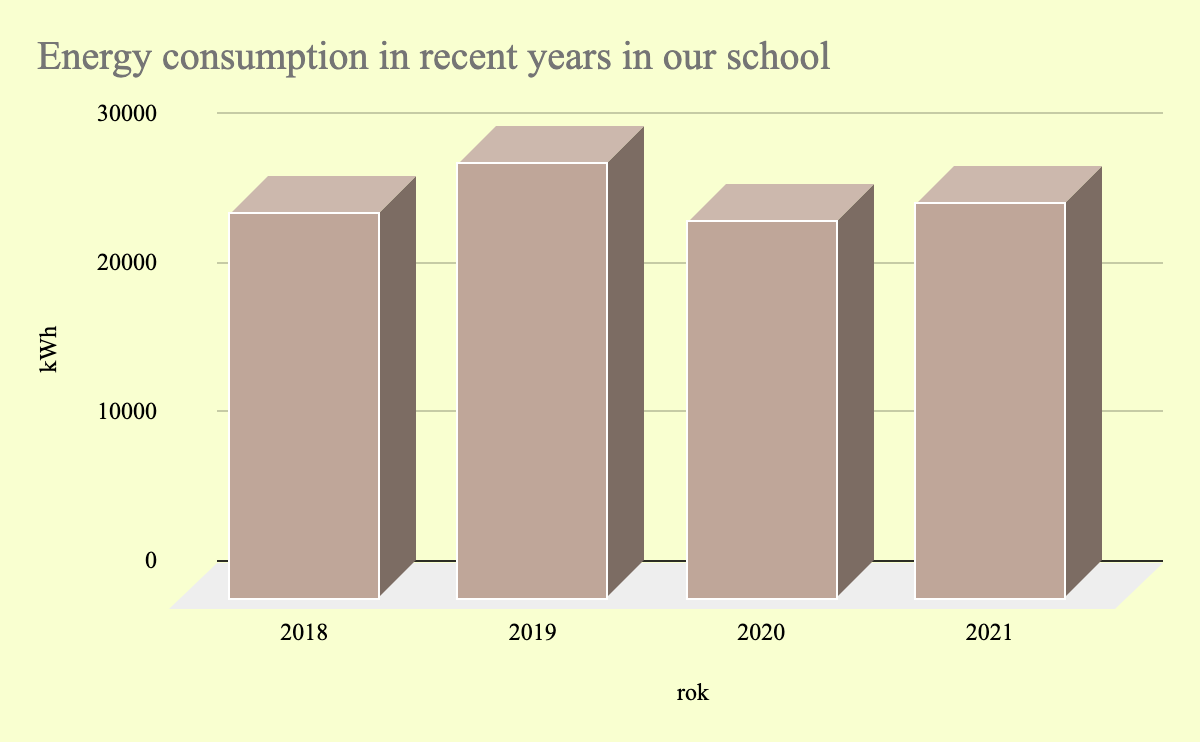 Energy consumption in recent years in our school
30000
20000
10000
0
kWh
2018 2019 2020 2021
rok